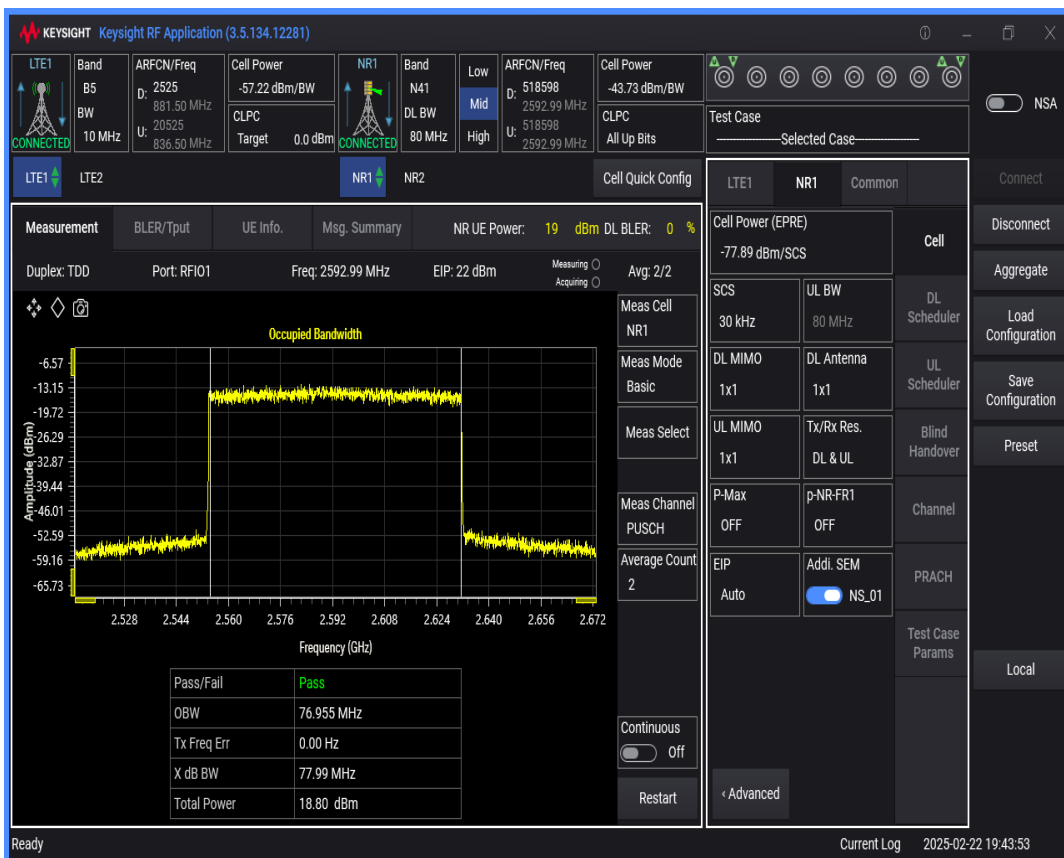 KEYSIGHT Keysight RF Application (3.5.134.12281)
LTE1 Band ARFCN/Freq Cell Power NR1 Band Low ARFCN/Freq Cell Power
B5 D: 2525 -57.22 dBm/BW N41 D: 518598 -43.73 dBm/BW
881.50 MHz Mid 2592.99 MHz
BW CLPC DL BW CLPC Test Case NSA
CONNECTED 10 MHz U: 20525 Target 0.0 dBm CONNECTED 80 MHz High U: 518598 All Up Bits ---Selected Case---
836.50 MHz 2592.99 MHz
LTE1 LTE2 NR1 NR2 Cell Quick Config LTE1 NR1 Common Connect
Measurement BLER/Tput UE Info. Msg. Summary NR UE Power: 19 dBm DL BLER: 0 %
Duplex: TDD Port: RFIO1 Freq: 2592.99 MHz EIP: 22 dBm Measuring Avg: 2/2
Acquiring
Occupied Bandwidth
-6.57
-13.15
-19.72
-26.29
-32.87
-39.44
-46.01
-52.59
-59.16
-65.73
Amplitude (dBm)
2.528 2.544 2.560 2.576 2.592 2.608 2.624 2.640 2.656 2.672
Frequency (GHz)
Pass/Fail Pass
OBW 76.955 MHz
Tx Freq Err 0.00 Hz
X dB BW 77.99 MHz
Total Power 18.80 dBm
Meas Cell
NR1
Meas Mode
Basic
Meas Select
Meas Channel
PUSCH
Average Count
2
Continuous
Off
Restart
Cell Power (EPRE)
-77.89 dBm/SCS
SCS UL BW
30 kHz 80 MHz
DL MIMO DL Antenna
1x1 1x1
UL MIMO Tx/Rx Res.
1x1 DL & UL
P-Max p-NR-FR1
OFF OFF
EIP Addi. SEM
Auto NS_01
‹ Advanced
Cell
DL
Scheduler
UL
Scheduler
Blind
Handover
Channel
PRACH
Test Case
Params
Disconnect
Aggregate
Load
Configuration
Save
Configuration
Preset
Local
Ready Current Log 2025-02-22 19:43:53